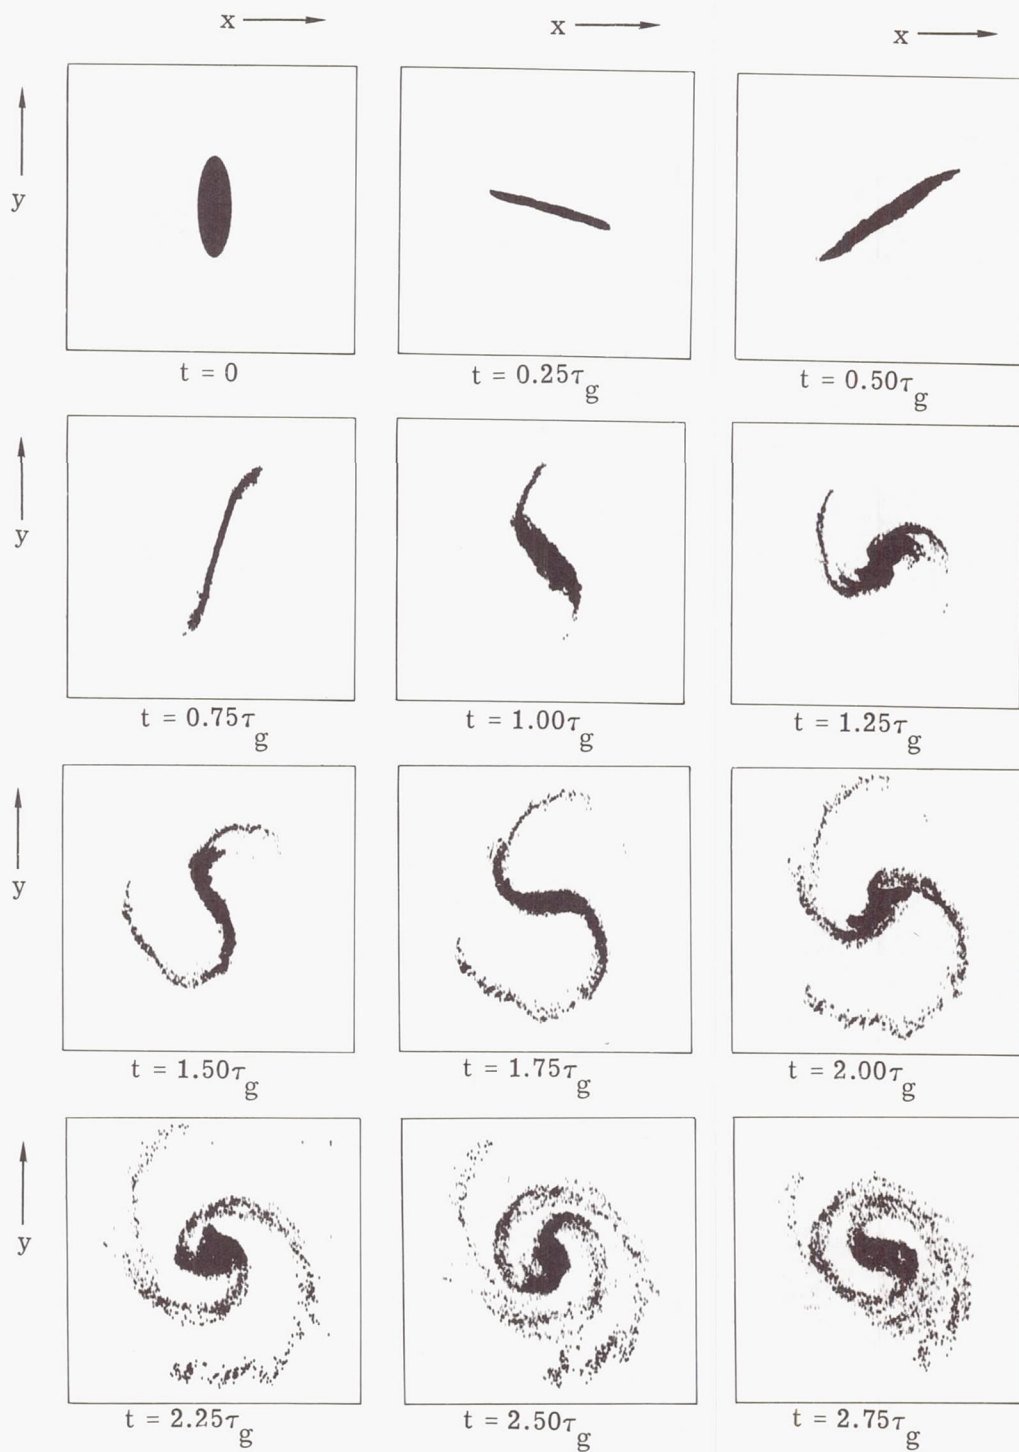 x x x
y
t = 0 t = 0.25τg t = 0.50τg
y
t = 0.75τg t = 1.00τg t = 1.25τg
y
t = 1.50τg t = 1.75τg t = 2.00τg
y
t = 2.25τg t = 2.50τg t = 2.75τg